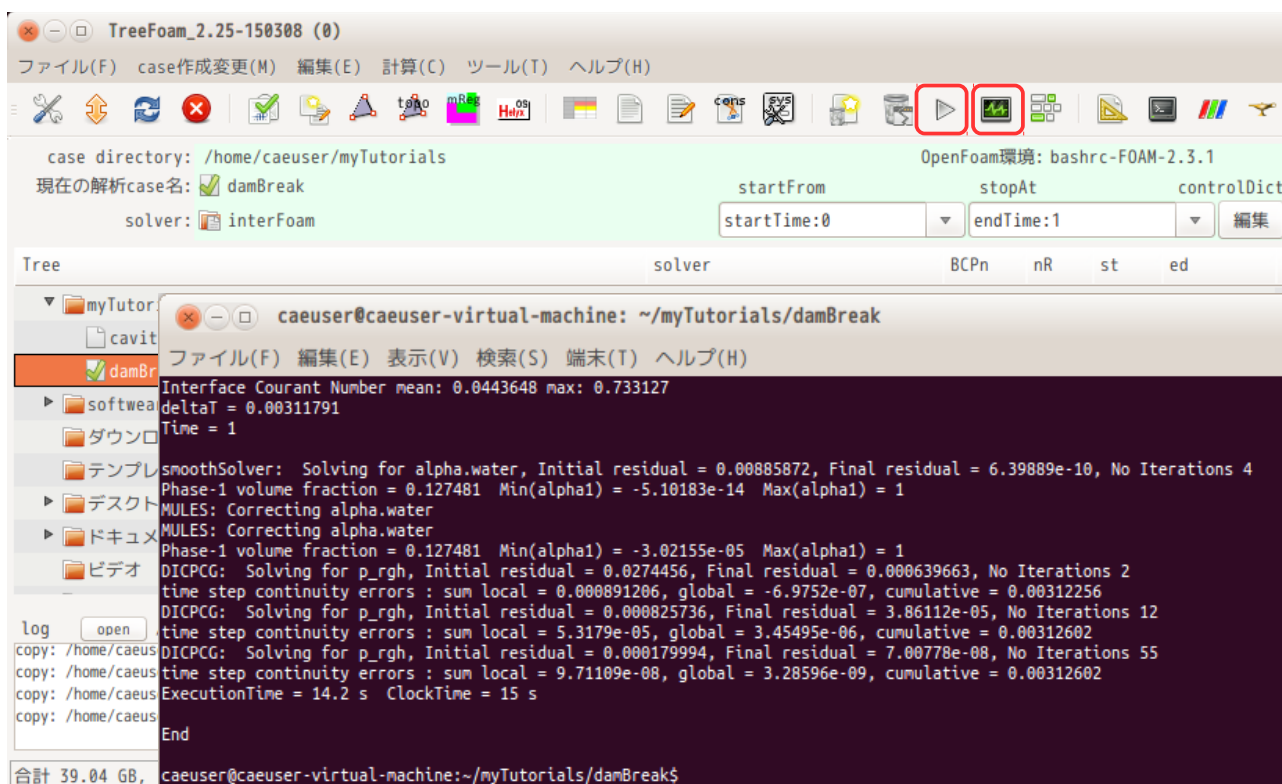 TreeFoam_2.25-150308 (0)
ファイル(F) case作成変更(M) 編集(E) 計算(C) ツール(T) ヘルプ(H)
topo mReg Helyx OS cons sys
case directory: /home/caeuser/myTutorials OpenFoam環境: bashrc-FOAM-2.3.1
現在の解析case名: damBreak startFrom stopAt controlDict
solver: interFoam startTime:0 endTime:1 編集
Tree solver BCPn nR st ed
myTutor
cavit
damBr
softwea
ダウンロ
テンプレ
デスクト
ドキュメ
ビデオ
log open
copy: /home/caeus
copy: /home/caeus
copy: /home/caeus
copy: /home/caeus
合計 39.04 GB,
caeuser@caeuser-virtual-machine: ~/myTutorials/damBreak
ファイル(F) 編集(E) 表示(V) 検索(S) 端末(T) ヘルプ(H)
Interface Courant Number mean: 0.0443648 max: 0.733127
deltaT = 0.00311791
Time = 1
smoothSolver:  Solving for alpha.water, Initial residual = 0.00885872, Final residual = 6.39889e-10, No Iterations 4
Phase-1 volume fraction = 0.127481  Min(alpha1) = -5.10183e-14  Max(alpha1) = 1
MULES: Correcting alpha.water
MULES: Correcting alpha.water
Phase-1 volume fraction = 0.127481  Min(alpha1) = -3.02155e-05  Max(alpha1) = 1
DICPCG:  Solving for p_rgh, Initial residual = 0.0274456, Final residual = 0.000639663, No Iterations 2
time step continuity errors : sum local = 0.000891206, global = -6.9752e-07, cumulative = 0.00312256
DICPCG:  Solving for p_rgh, Initial residual = 0.000825736, Final residual = 3.86112e-05, No Iterations 12
time step continuity errors : sum local = 5.3179e-05, global = 3.45495e-06, cumulative = 0.00312602
DICPCG:  Solving for p_rgh, Initial residual = 0.000179994, Final residual = 7.00778e-08, No Iterations 55
time step continuity errors : sum local = 9.71109e-08, global = 3.28596e-09, cumulative = 0.00312602
ExecutionTime = 14.2 s  ClockTime = 15 s
End
caeuser@caeuser-virtual-machine:~/myTutorials/damBreak$